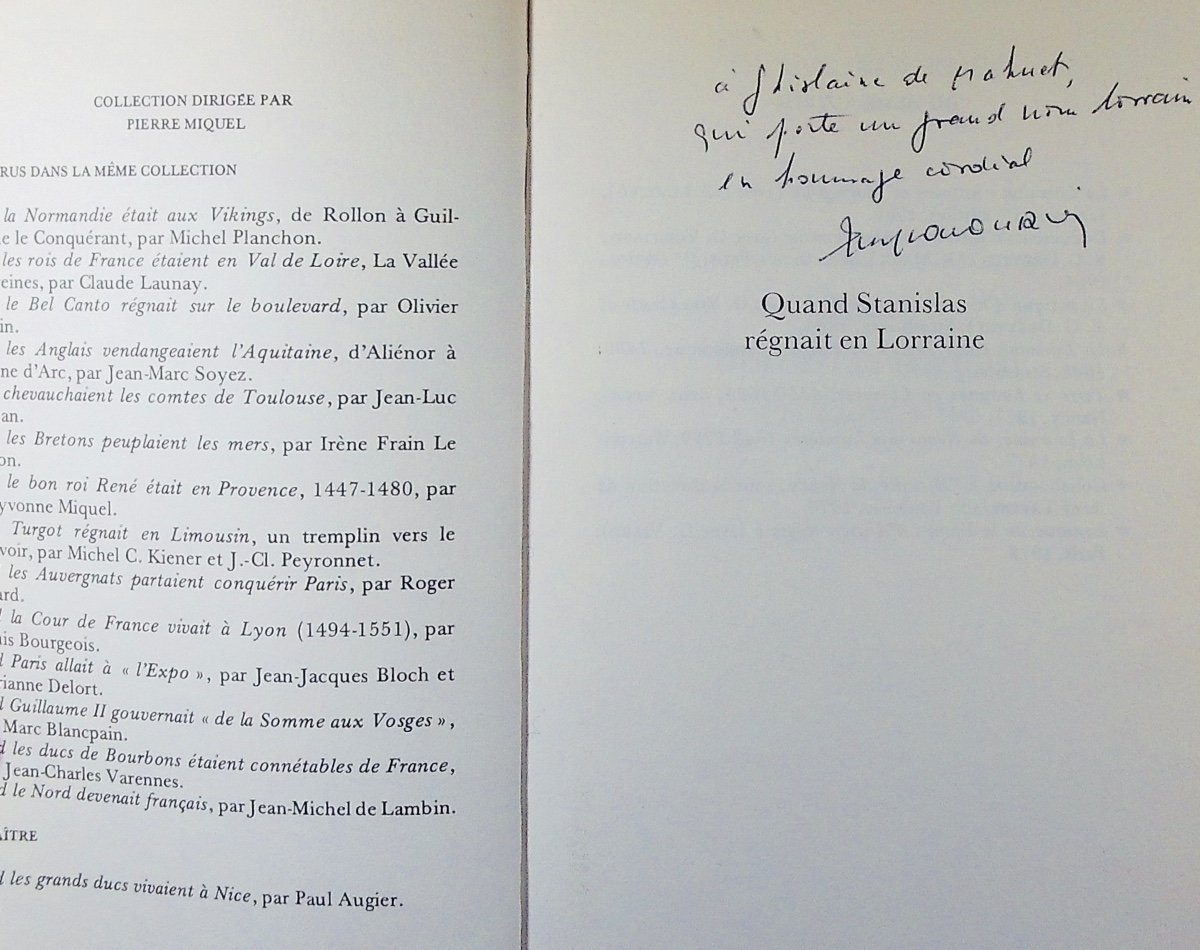 COLLECTION DIRIGÉE PAR
PIERRE MIQUEL
RUS DANS LA MÊME COLLECTION
la Normandie était aux Vikings, de Rollon à Guil-
e le Conquérant, par Michel Planchon.
les rois de France étaient en Val de Loire, La Vallée
eines, par Claude Launay.
le Bel Canto régnait sur le boulevard, par Olivier
in.
les Anglais vendangeaient l'Aquitaine, d'Aliénor à
ne d'Arc, par Jean-Marc Soyez.
chevauchaient les comtes de Toulouse, par Jean-Luc
an.
les Bretons peuplaient les mers, par Irène Frain Le
on.
le bon roi René était en Provence, 1447-1480, par
yvonne Miquel.
Turgot régnait en Limousin, un tremplin vers le
voir, par Michel C. Kiener et J.-Cl. Peyronnet.
les Auvergnats partaient conquérir Paris, par Roger
ard.
d la Cour de France vivait à Lyon (1494-1551), par
is Bourgeois.
d Paris allait à « l'Expo », par Jean-Jacques Bloch et
rianne Delort.
d Guillaume II gouvernait « de la Somme aux Vosges »,
Marc Blancpain.
d les ducs de Bourbons étaient connétables de France,
Jean-Charles Varennes.
d le Nord devenait français, par Jean-Michel de Lambin.
AÎTRE
d les grands ducs vivaient à Nice, par Paul Augier.
à Ghislaine de Mahuet,
qui porte un grand nom lorrain
en hommage cordial
Quand Stanislas
régnait en Lorraine